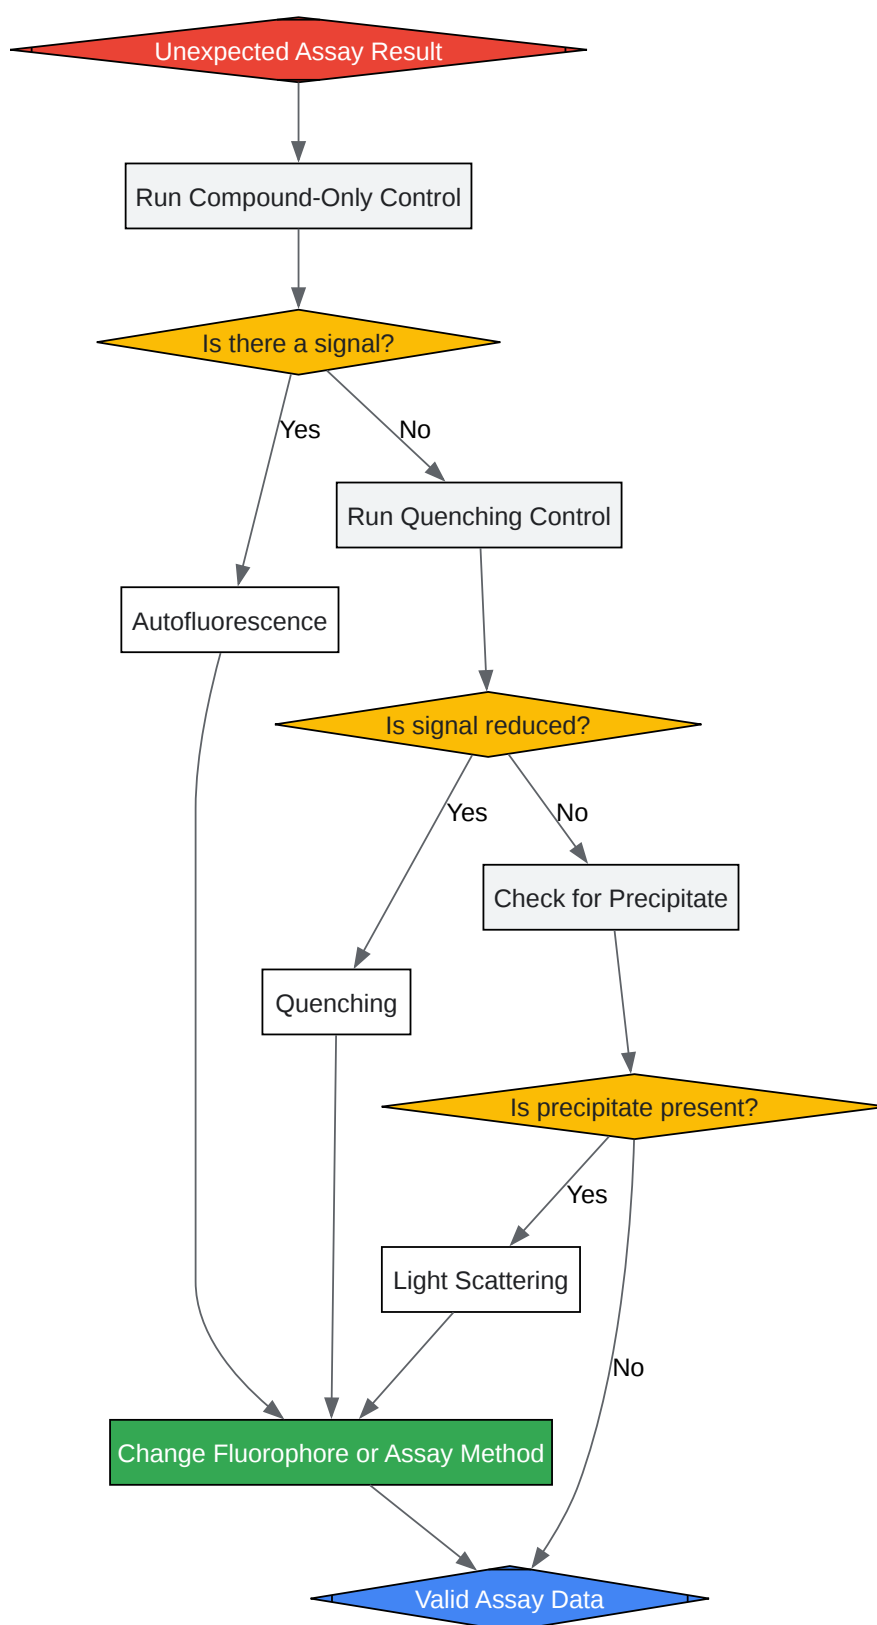 Unexpected Assay Result
Run Compound-Only Control
Is there a signal?
Yes
No
Run Quenching Control
Autofluorescence
Is signal reduced?
Yes
No
Check for Precipitate
Quenching
Is precipitate present?
Yes
Light Scattering
No
Change Fluorophore or Assay Method
Valid Assay Data